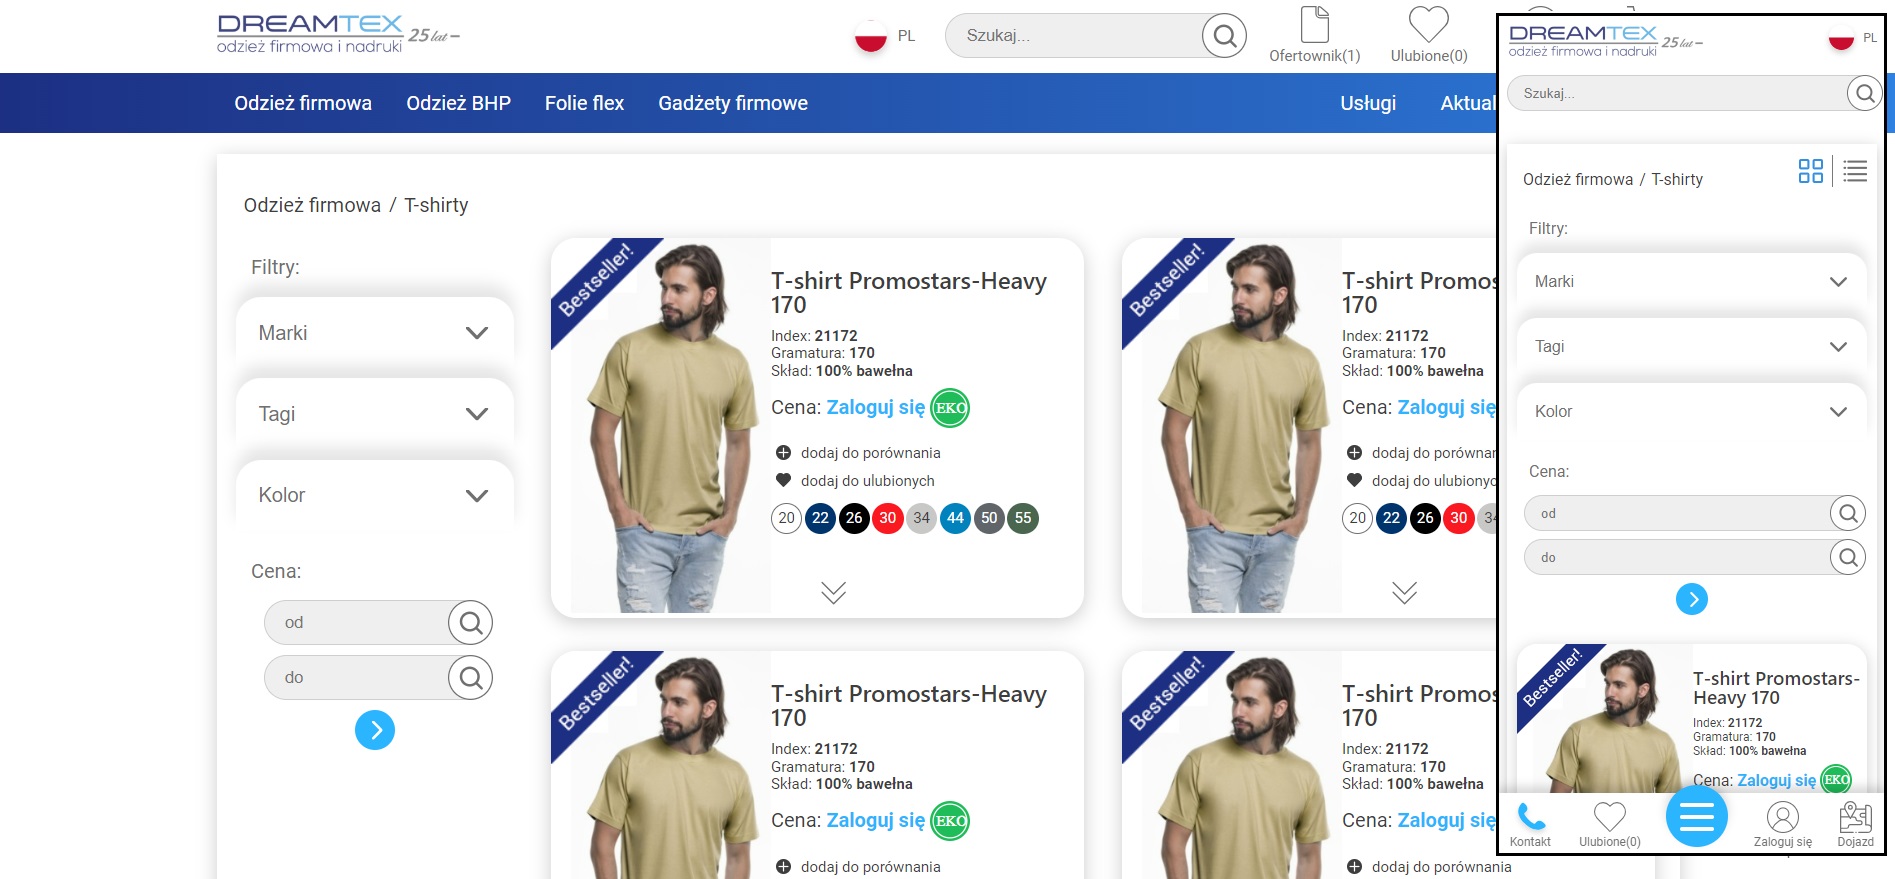 DREAMTEX
odzież firmowa i nadruki
25 lat
PL
Szukaj...
Ofertownik(1)
Ulubione(0)
Odzież firmowa
Odzież BHP
Folie flex
Gadżety firmowe
Usługi
Aktual
Odzież firmowa / T-shirty
Filtry:
Marki
Tagi
Kolor
Cena:
od
do
Bestseller!
T-shirt Promostars-Heavy
170
Index: 21172
Gramatura: 170
Skład: 100% bawełna
Cena: Zaloguj się EKO
dodaj do porównania
dodaj do ulubionych
20 22 26 30 34 44 50 55
Bestseller!
T-shirt Promos
170
Index: 21172
Gramatura: 170
Skład: 100% bawełna
Cena: Zaloguj się
dodaj do porównan
dodaj do ulubionyc
20 22 26 30 34
Bestseller!
T-shirt Promostars-Heavy
170
Index: 21172
Gramatura: 170
Skład: 100% bawełna
Cena: Zaloguj się EKO
dodaj do porównania
Bestseller!
T-shirt Promos
170
Index: 21172
Gramatura: 170
Skład: 100% bawełna
Cena: Zaloguj się
dodaj do porównania
DREAMTEX
odzież firmowa i nadruki
25 lat
PL
Szukaj...
Odzież firmowa / T-shirty
Filtry:
Marki
Tagi
Kolor
Cena:
od
do
Bestseller!
T-shirt Promostars-
Heavy 170
Index: 21172
Gramatura: 170
Skład: 100% bawełna
Cena: Zaloguj się EKO
Kontakt
Ulubione(0)
Zaloguj się
Dojazd